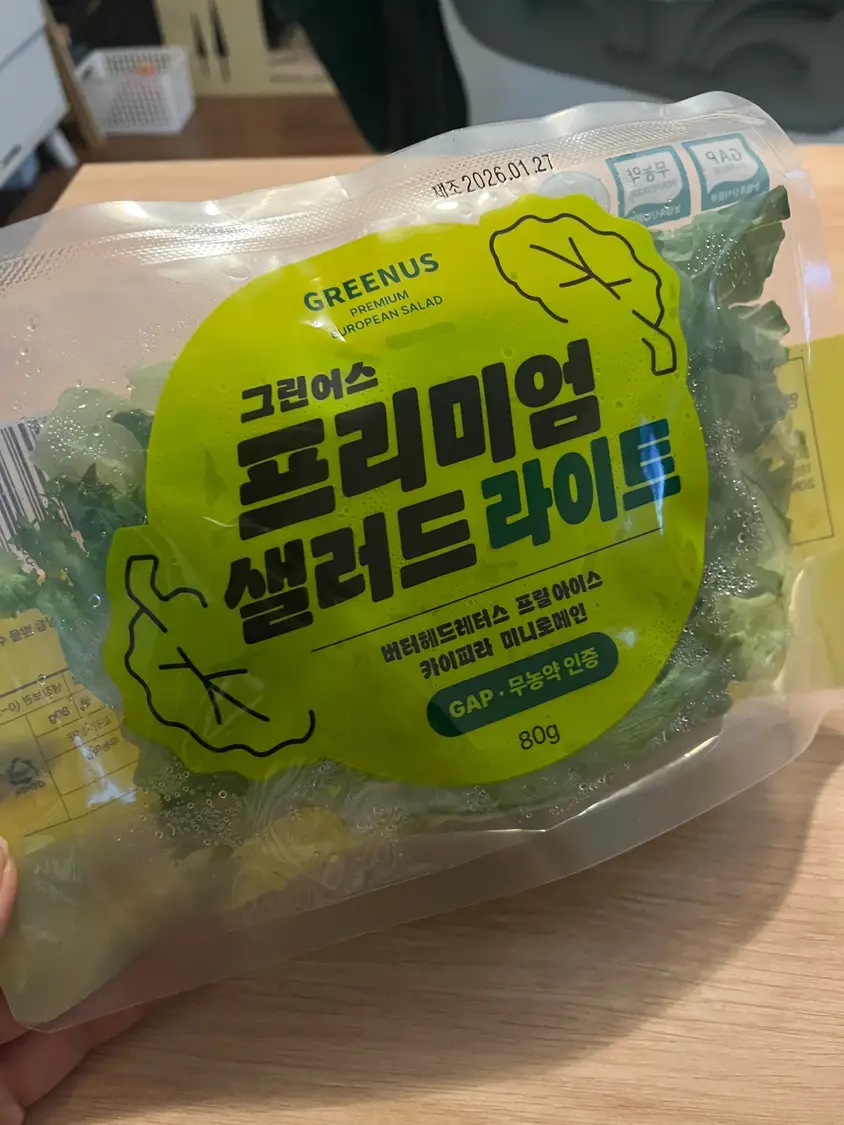 제조 2026.01.27
무농약
GAP
GREENUS
PREMIUM
EUROPEAN SALAD
그린어스
프리미엄
샐러드 라이트
버터헤드레터스 프릴아이스
카이피라 미니로메인
GAP · 무농약 인증
80g